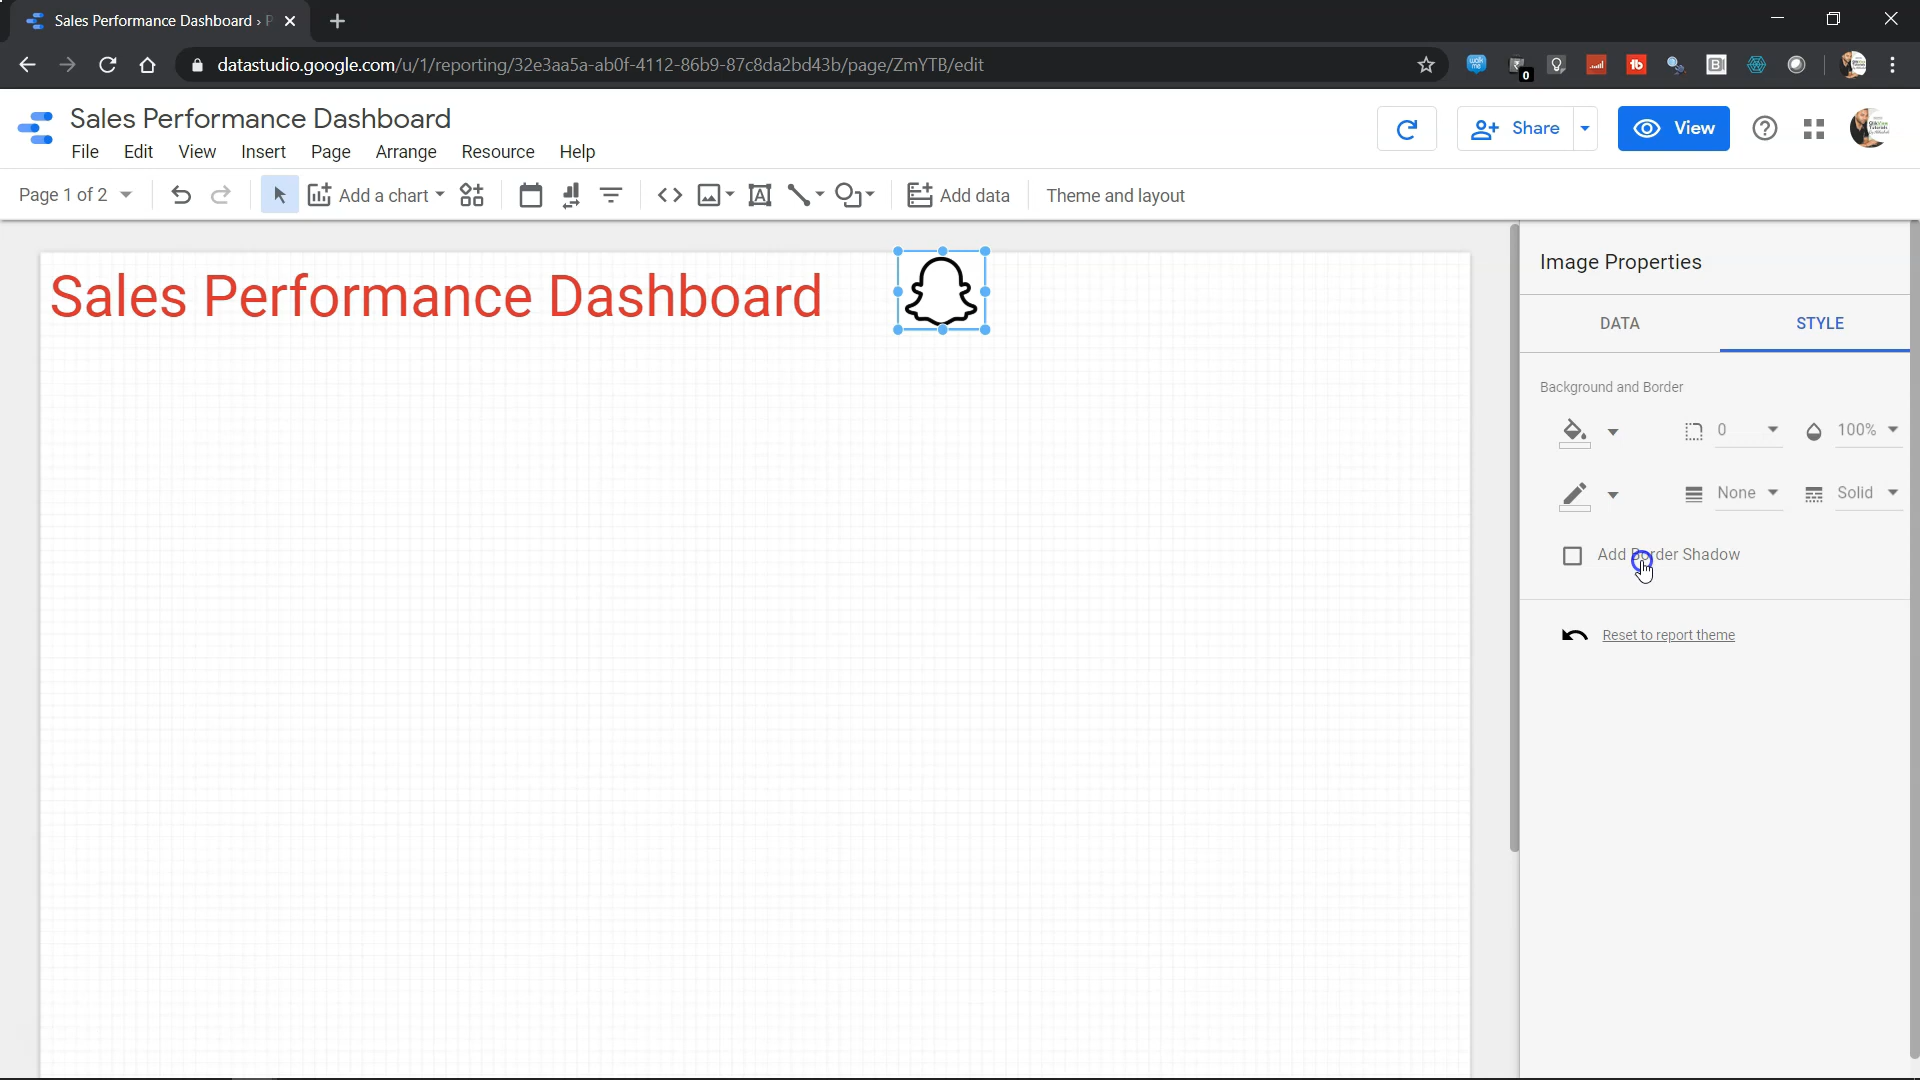 Sales Performance Dashboard › P
datastudio.google.com/u/1/reporting/32e3aa5a-ab0f-4112-86b9-87c8da2bd43b/page/ZmYTB/edit
0
Sales Performance Dashboard
File Edit View Insert Page Arrange Resource Help
Share
View
Page 1 of 2
Add a chart
Add data
Theme and layout
Sales Performance Dashboard
Image Properties
DATA
STYLE
Background and Border
0
100%
None
Solid
Add Border Shadow
Reset to report theme